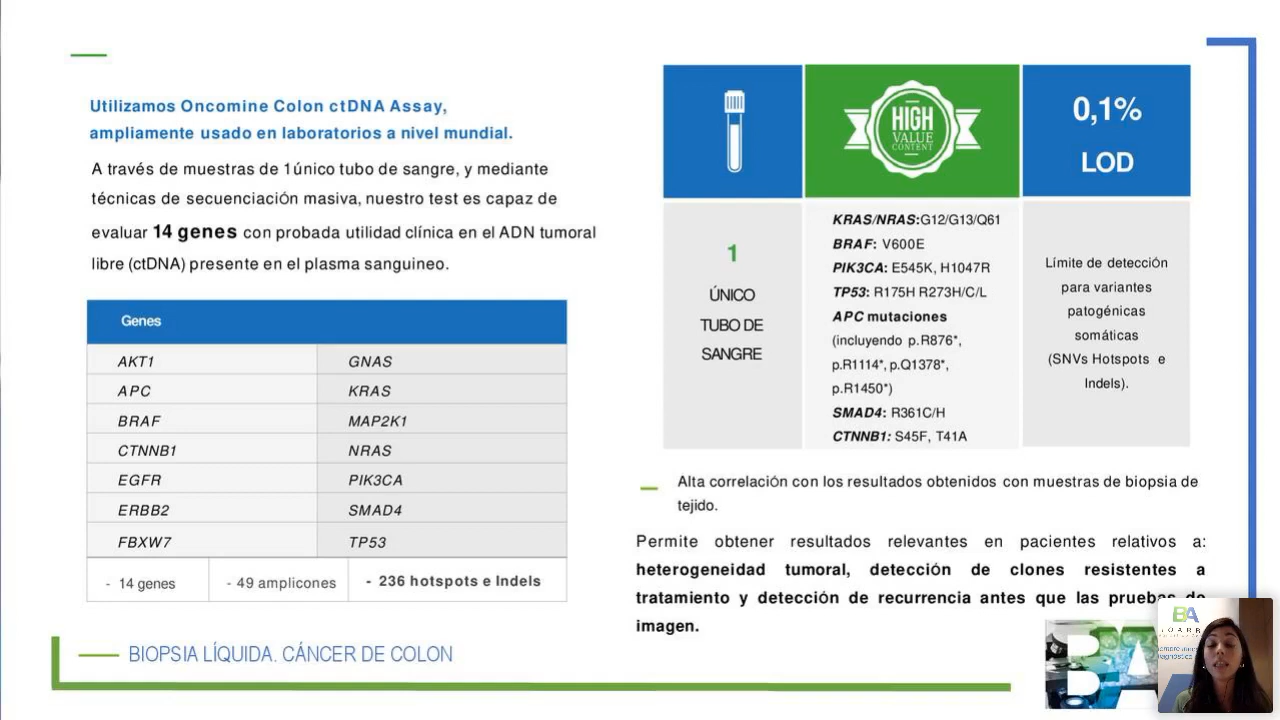 Utilizamos Oncomine Colon ctDNA Assay,
ampliamente usado en laboratorios a nivel mundial.
A través de muestras de 1único tubo de sangre, y mediante
técnicas de secuenciación masiva, nuestro test es capaz de
evaluar 14 genes con probada utilidad clínica en el ADN tumoral
libre (ctDNA) presente en el plasma sanguineo.
Genes
AKT1 GNAS
APC KRAS
BRAF MAP2K1
CTNNB1 NRAS
EGFR PIK3CA
ERBB2 SMAD4
FBXW7 TP53
- 14 genes - 49 amplicones - 236 hotspots e Indels
HIGH
VALUE
CONTENT
0,1%
LOD
1
ÚNICO
TUBO DE
SANGRE
KRAS/NRAS:G12/G13/Q61
BRAF: V600E
PIK3CA: E545K, H1047R
TP53: R175H R273H/C/L
APC mutaciones
(incluyendo p.R876*,
p.R1114*, p.Q1378*,
p.R1450*)
SMAD4: R361C/H
CTNNB1: S45F, T41A
Límite de detección
para variantes
patogénicas
somáticas
(SNVs Hotspots e
Indels).
Alta correlación con los resultados obtenidos con muestras de biopsia de
tejido.
Permite obtener resultados relevantes en pacientes relativos a:
heterogeneidad tumoral, detección de clones resistentes a
tratamiento y detección de recurrencia antes que las pruebas de
imagen.
BIOPSIA LÍQUIDA. CÁNCER DE COLON
BA
BA